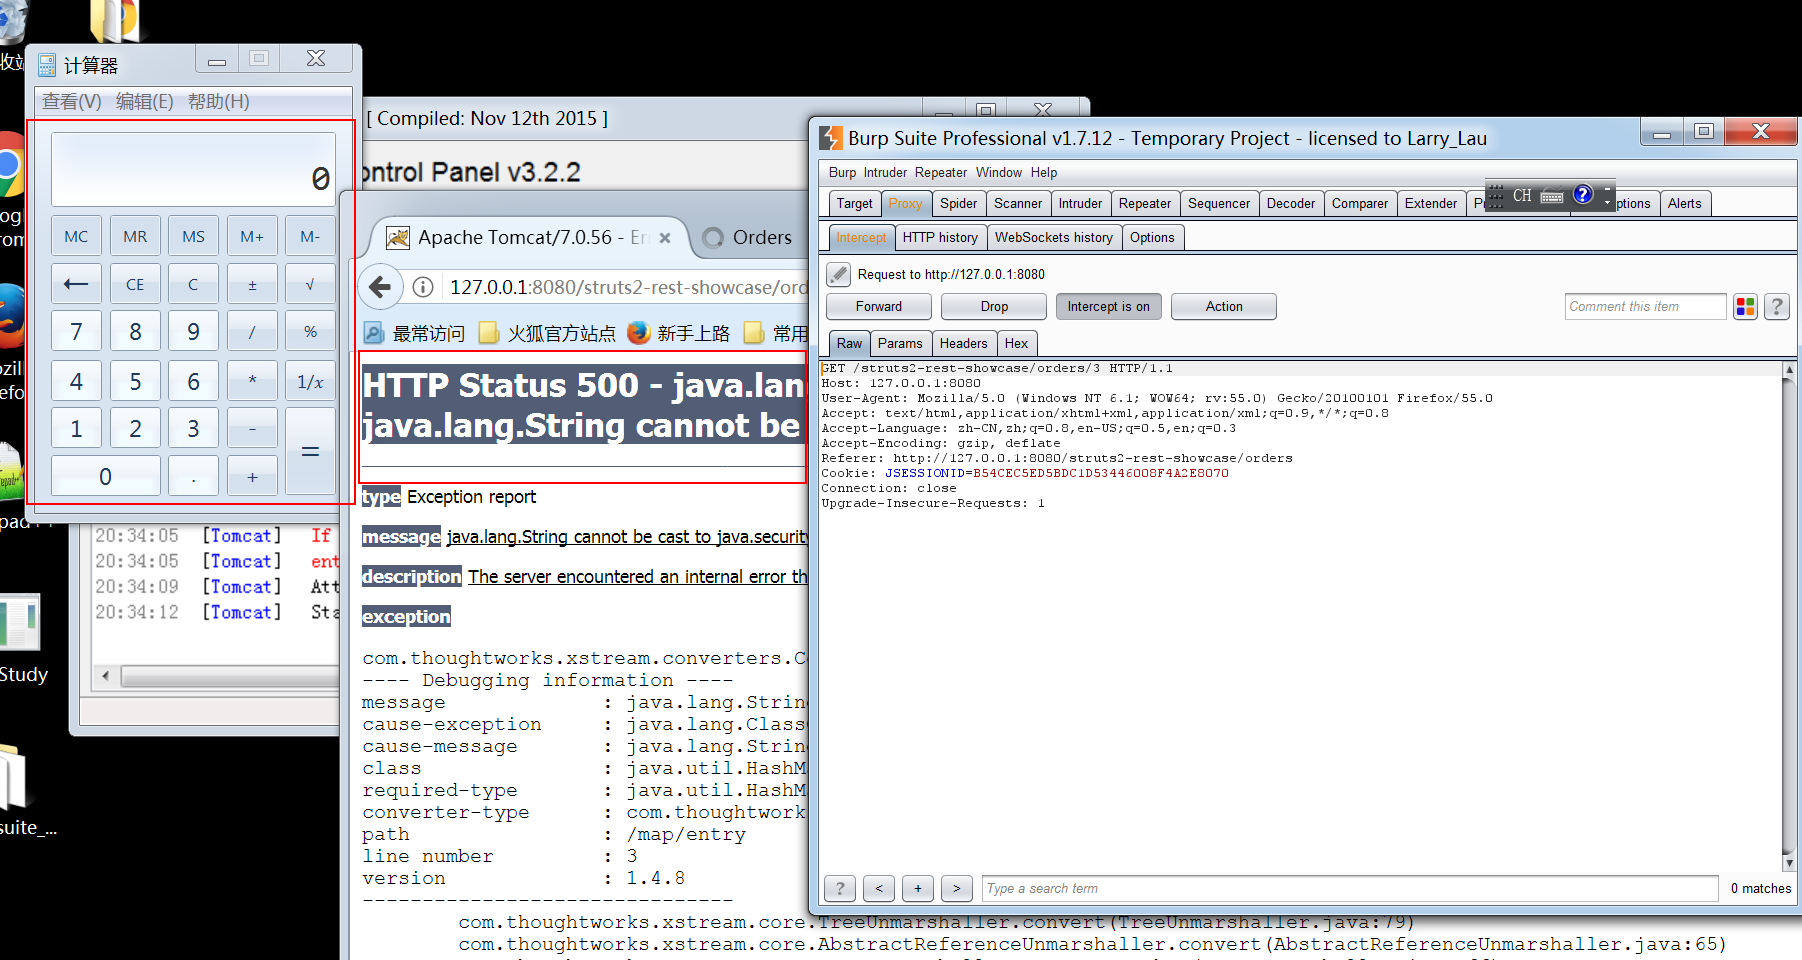 收站
计算器
查看(V) 编辑(E) 帮助(H)
0
MC MR MS M+ M-
← CE C ± √
7 8 9 / %
4 5 6 * 1/x
1 2 3 - =
0 . +
[ Compiled: Nov 12th 2015 ]
ontrol Panel v3.2.2
Apache Tomcat/7.0.56 - Er
Orders
127.0.0.1:8080/struts2-rest-showcase/ord
最常访问 火狐官方站点 新手上路 常用
HTTP Status 500 - java.lan
java.lang.String cannot be
type Exception report
message java.lang.String cannot be cast to java.security
description The server encountered an internal error th
exception
com.thoughtworks.xstream.converters.Co
---- Debugging information ----
message : java.lang.String
cause-exception : java.lang.Class
cause-message : java.lang.String
class : java.util.HashM
required-type : java.util.HashM
converter-type : com.thoughtwork
path : /map/entry
line number : 3
version : 1.4.8
-------------------------------
com.thoughtworks.xstream.core.TreeUnmarshaller.convert(TreeUnmarshaller.java:79)
com.thoughtworks.xstream.core.AbstractReferenceUnmarshaller.convert(AbstractReferenceUnmarshaller.java:65)
20:34:05 [Tomcat] If
20:34:05 [Tomcat] ent
20:34:09 [Tomcat] Att
20:34:12 [Tomcat] Sta
Study
suite_...
Burp Suite Professional v1.7.12 - Temporary Project - licensed to Larry_Lau
Burp Intruder Repeater Window Help
Target Proxy Spider Scanner Intruder Repeater Sequencer Decoder Comparer Extender P ptions Alerts
CH ?
Intercept HTTP history WebSockets history Options
Request to http://127.0.0.1:8080
Forward Drop Intercept is on Action Comment this item ?
Raw Params Headers Hex
GET /struts2-rest-showcase/orders/3 HTTP/1.1
Host: 127.0.0.1:8080
User-Agent: Mozilla/5.0 (Windows NT 6.1; WOW64; rv:55.0) Gecko/20100101 Firefox/55.0
Accept: text/html,application/xhtml+xml,application/xml;q=0.9,*/*;q=0.8
Accept-Language: zh-CN,zh;q=0.8,en-US;q=0.5,en;q=0.3
Accept-Encoding: gzip, deflate
Referer: http://127.0.0.1:8080/struts2-rest-showcase/orders
Cookie: JSESSIONID=B54CEC5ED5BDC1D53446008F4A2E8070
Connection: close
Upgrade-Insecure-Requests: 1
? < + > Type a search term 0 matches